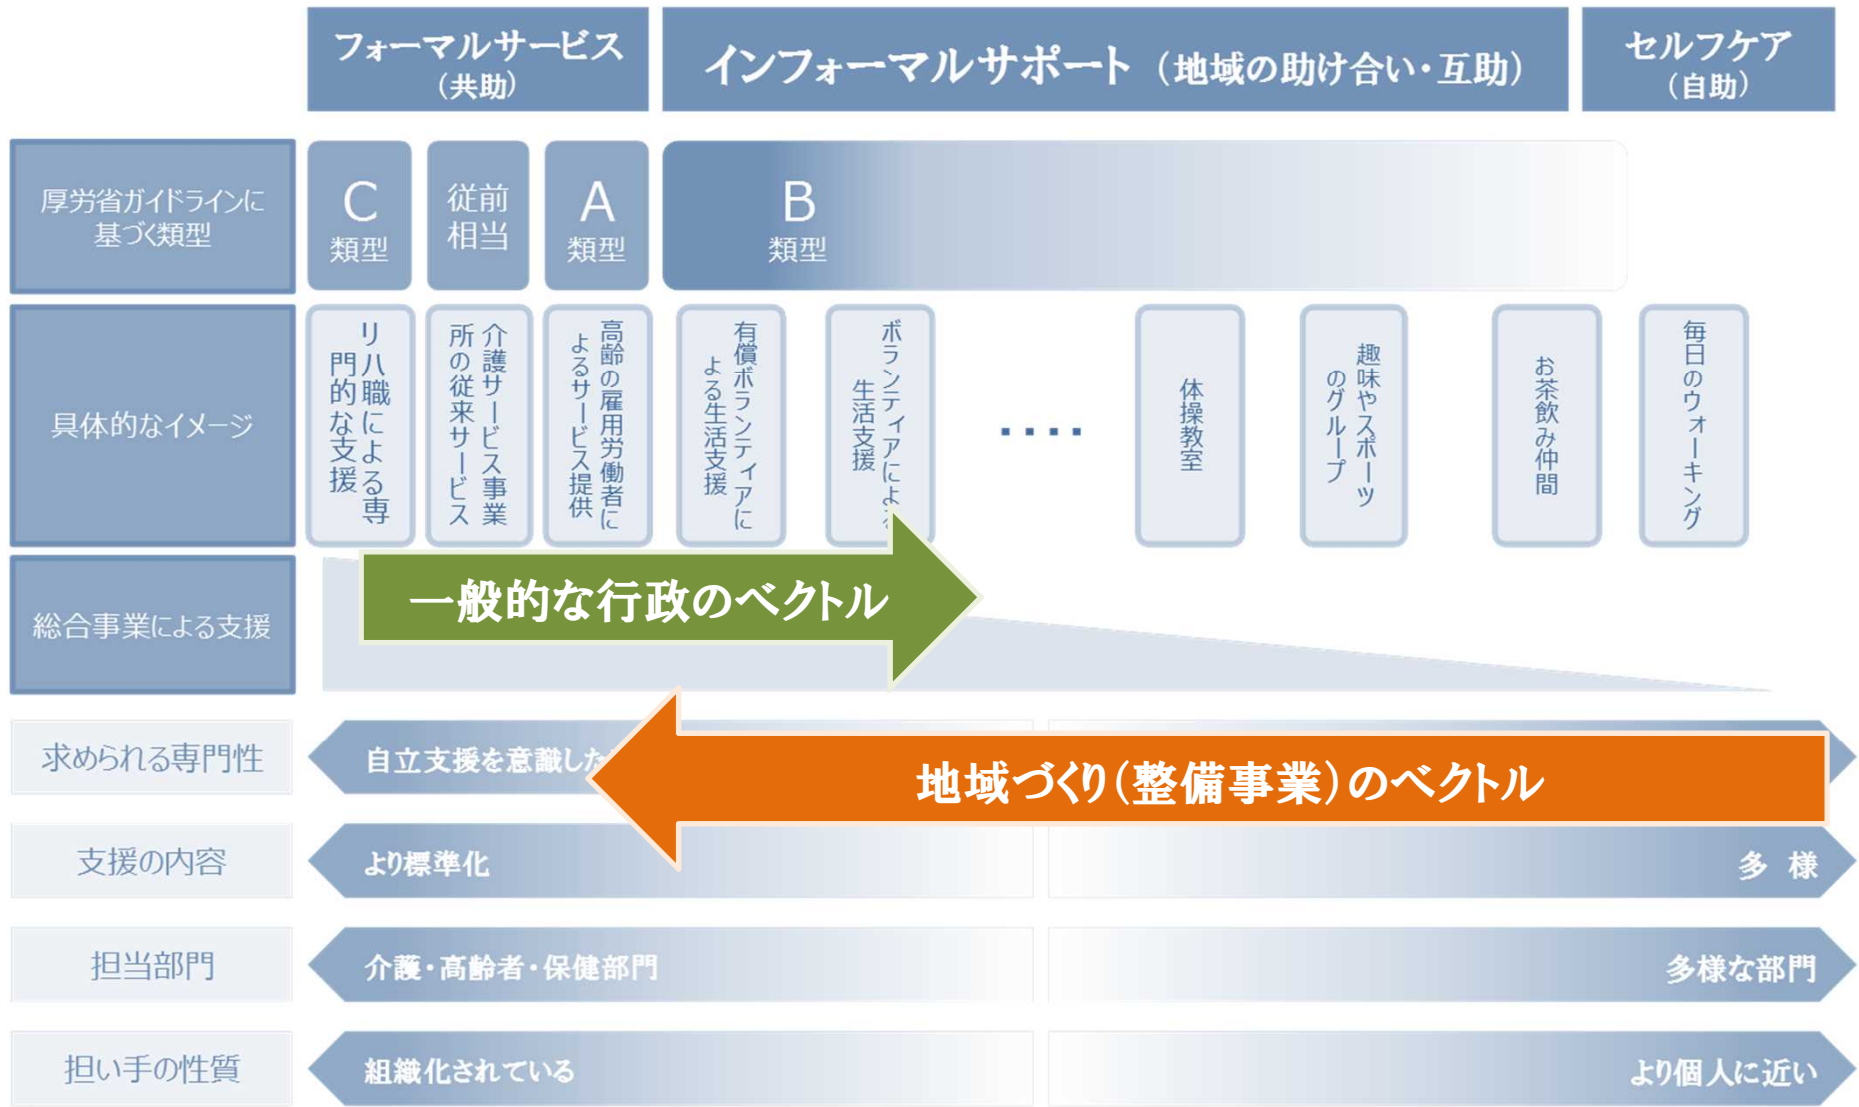 フォーマルサービス
（共助）
インフォーマルサポート（地域の助け合い・互助）
セルフケア
（自助）
厚労省ガイドラインに
基づく類型
C
類型
従前
相当
A
類型
B
類型
具体的なイメージ
リハ職による専
門的な支援
介護サービス事業
所の従来サービス
高齢の雇用労働者に
よるサービス提供
有償ボランティアに
よる生活支援
ボランティアによる
生活支援
・・・・
体操教室
趣味やスポーツ
のグループ
お茶飲み仲間
毎日のウォーキング
総合事業による支援
一般的な行政のベクトル
求められる専門性
自立支援を意識した
地域づくり（整備事業）のベクトル
支援の内容
より標準化
多 様
担当部門
介護・高齢者・保健部門
多様な部門
担い手の性質
組織化されている
より個人に近い